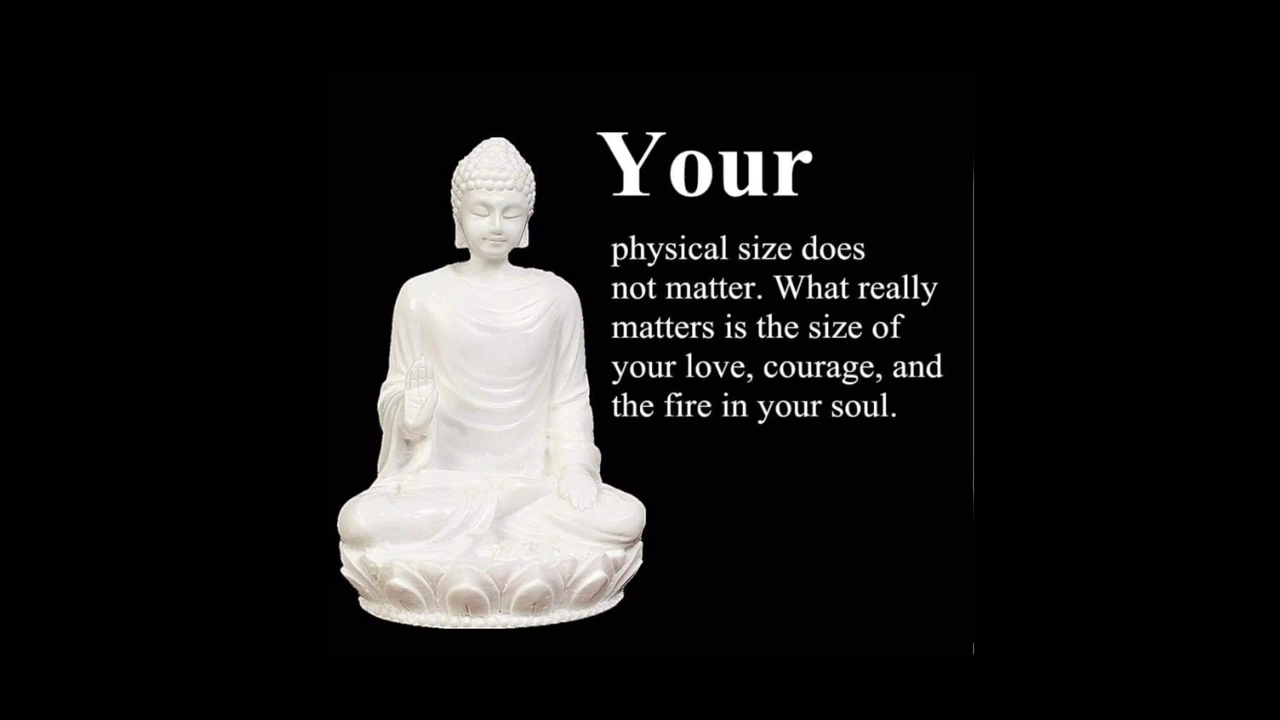 Your
physical size does
not matter. What really
matters is the size of
your love, courage, and
the fire in your soul.